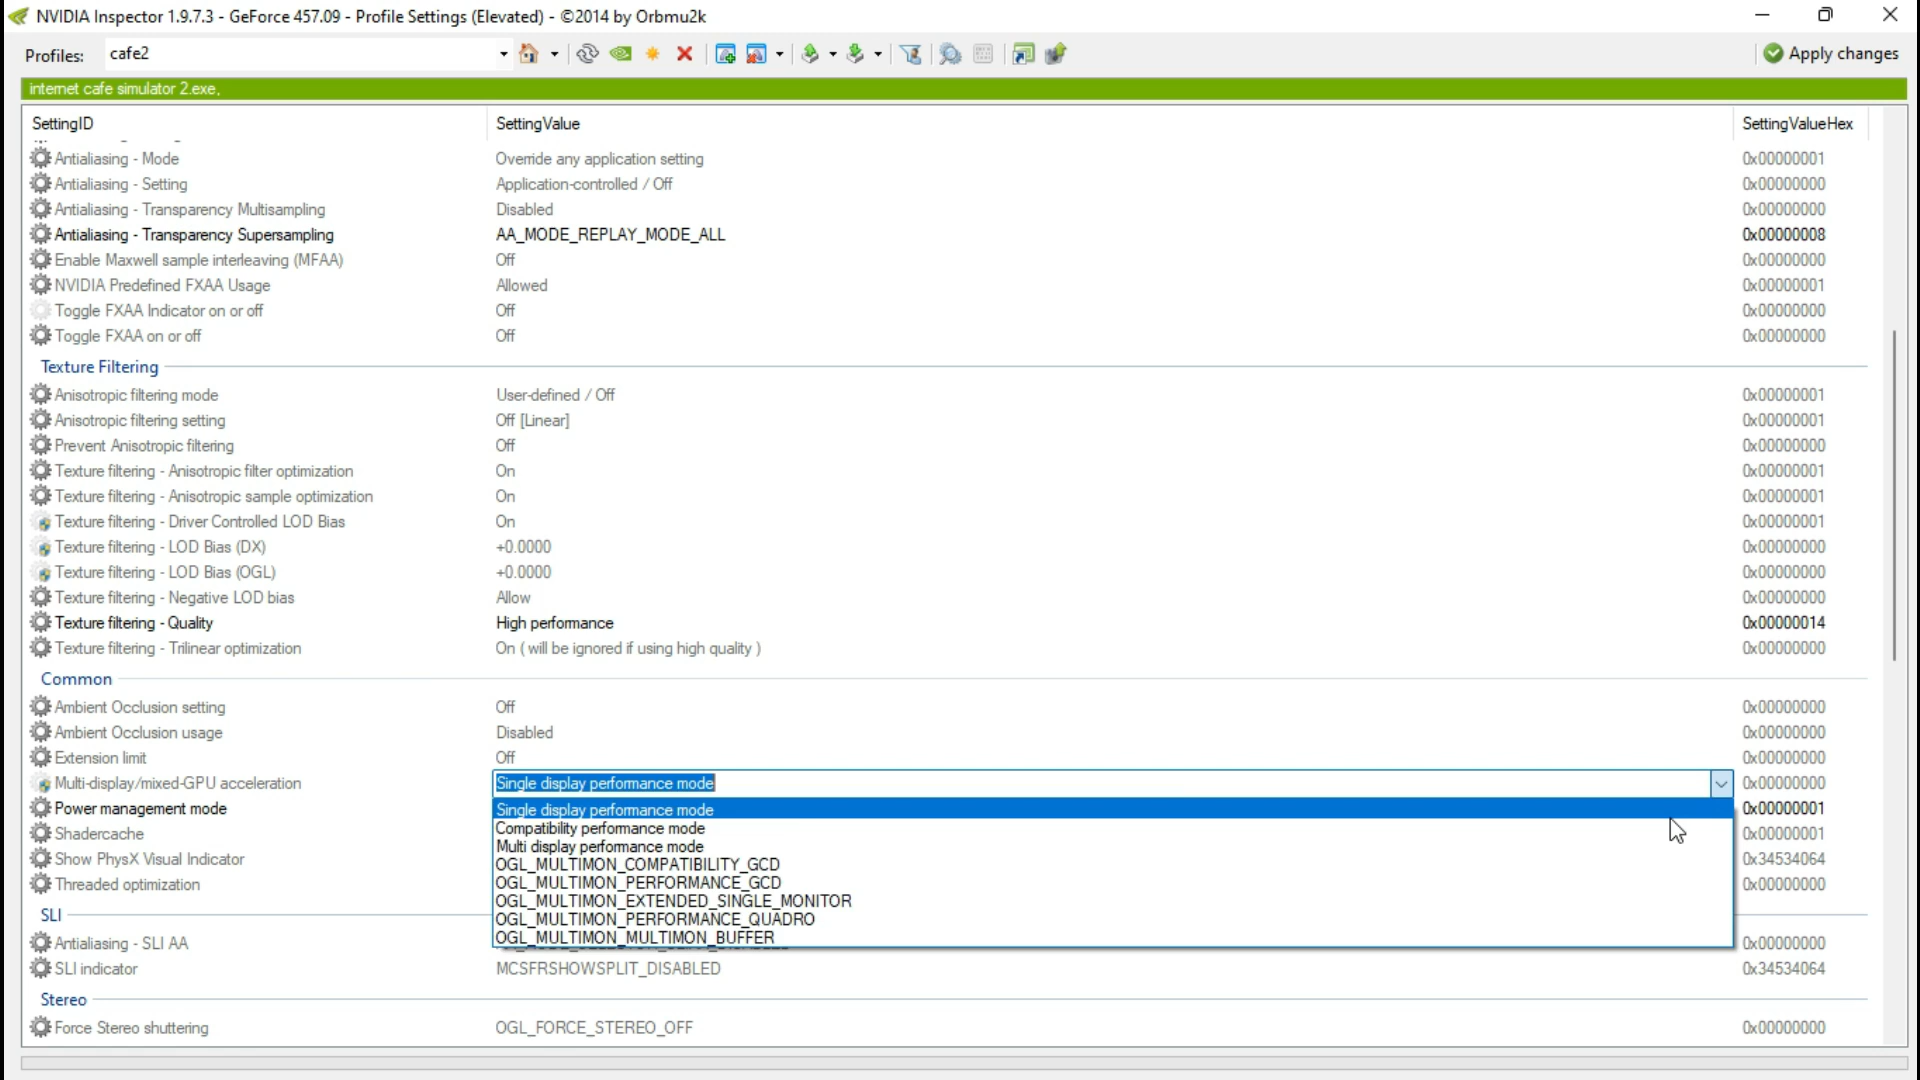 NVIDIA Inspector 1.9.7.3 - GeForce 457.09 - Profile Settings (Elevated) - ©2014 by Orbmu2k
Profiles: cafe2 Apply changes
internet cafe simulator 2.exe,
SettingID SettingValue SettingValueHex
Antialiasing - Mode Override any application setting 0x00000001
Antialiasing - Setting Application-controlled / Off 0x00000000
Antialiasing - Transparency Multisampling Disabled 0x00000000
Antialiasing - Transparency Supersampling AA_MODE_REPLAY_MODE_ALL 0x00000008
Enable Maxwell sample interleaving (MFAA) Off 0x00000000
NVIDIA Predefined FXAA Usage Allowed 0x00000001
Toggle FXAA Indicator on or off Off 0x00000000
Toggle FXAA on or off Off 0x00000000
Texture Filtering
Anisotropic filtering mode User-defined / Off 0x00000001
Anisotropic filtering setting Off [Linear] 0x00000001
Prevent Anisotropic filtering Off 0x00000000
Texture filtering - Anisotropic filter optimization On 0x00000001
Texture filtering - Anisotropic sample optimization On 0x00000001
Texture filtering - Driver Controlled LOD Bias On 0x00000001
Texture filtering - LOD Bias (DX) +0.0000 0x00000000
Texture filtering - LOD Bias (OGL) +0.0000 0x00000000
Texture filtering - Negative LOD bias Allow 0x00000000
Texture filtering - Quality High performance 0x00000014
Texture filtering - Trilinear optimization On ( will be ignored if using high quality ) 0x00000000
Common
Ambient Occlusion setting Off 0x00000000
Ambient Occlusion usage Disabled 0x00000000
Extension limit Off 0x00000000
Multi-display/mixed-GPU acceleration Single display performance mode 0x00000000
Power management mode Single display performance mode 0x00000001
Compatibility performance mode
Shadercache Multi display performance mode 0x00000001
Show PhysX Visual Indicator OGL_MULTIMON_COMPATIBILITY_GCD 0x34534064
Threaded optimization OGL_MULTIMON_PERFORMANCE_GCD 0x00000000
OGL_MULTIMON_EXTENDED_SINGLE_MONITOR
SLI OGL_MULTIMON_PERFORMANCE_QUADRO
Antialiasing - SLI AA OGL_MULTIMON_MULTIMON_BUFFER 0x00000000
SLI indicator MCSFRSHOWSPLIT_DISABLED 0x34534064
Stereo
Force Stereo shuttering OGL_FORCE_STEREO_OFF 0x00000000